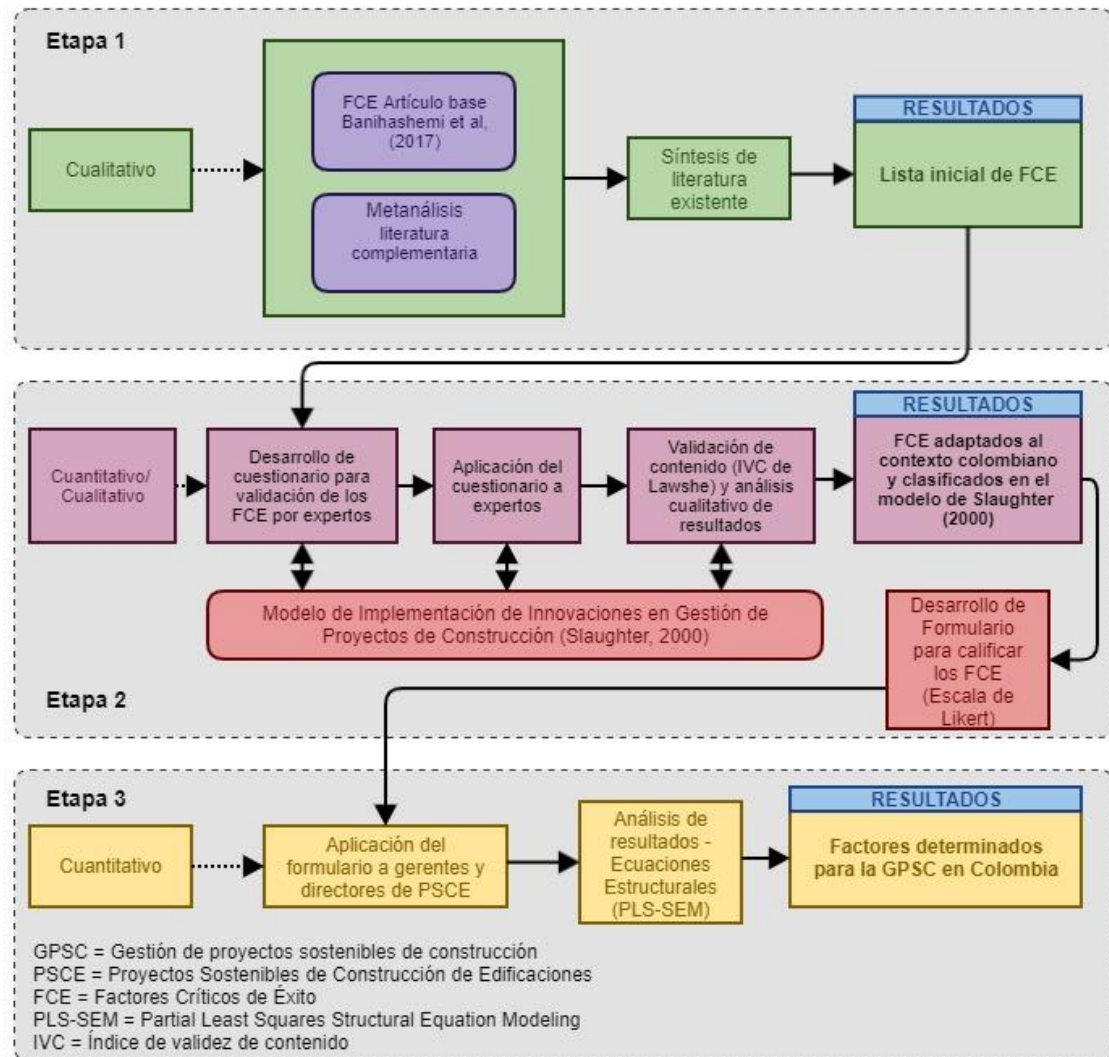 Etapa 1
Cualitativo
FCE Artículo base
Banihashemi et al,
(2017)
Metanálisis
literatura
complementaria
Síntesis de
literatura
existente
RESULTADOS
Lista inicial de FCE
Cuantitativo/
Cualitativo
Desarrollo de
cuestionario para
validación de los
FCE por expertos
Aplicación del
cuestionario a
expertos
Validación de
contenido (IVC de
Lawshe) y análisis
cualitativo de
resultados
RESULTADOS
FCE adaptados al
contexto colombiano
y clasificados en el
modelo de Slaughter
(2000)
Modelo de Implementación de Innovaciones en Gestión de
Proyectos de Construcción (Slaughter, 2000)
Desarrollo de
Formulario
para calificar
los FCE
(Escala de
Likert)
Etapa 2
Etapa 3
Cuantitativo
Aplicación del
formulario a gerentes y
directores de PSCE
Análisis de
resultados -
Ecuaciones
Estructurales
(PLS-SEM)
RESULTADOS
Factores determinados
para la GPSC en Colombia
GPSC = Gestión de proyectos sostenibles de construcción
PSCE = Proyectos Sostenibles de Construcción de Edificaciones
FCE = Factores Críticos de Éxito
PLS-SEM = Partial Least Squares Structural Equation Modeling
IVC = Índice de validez de contenido